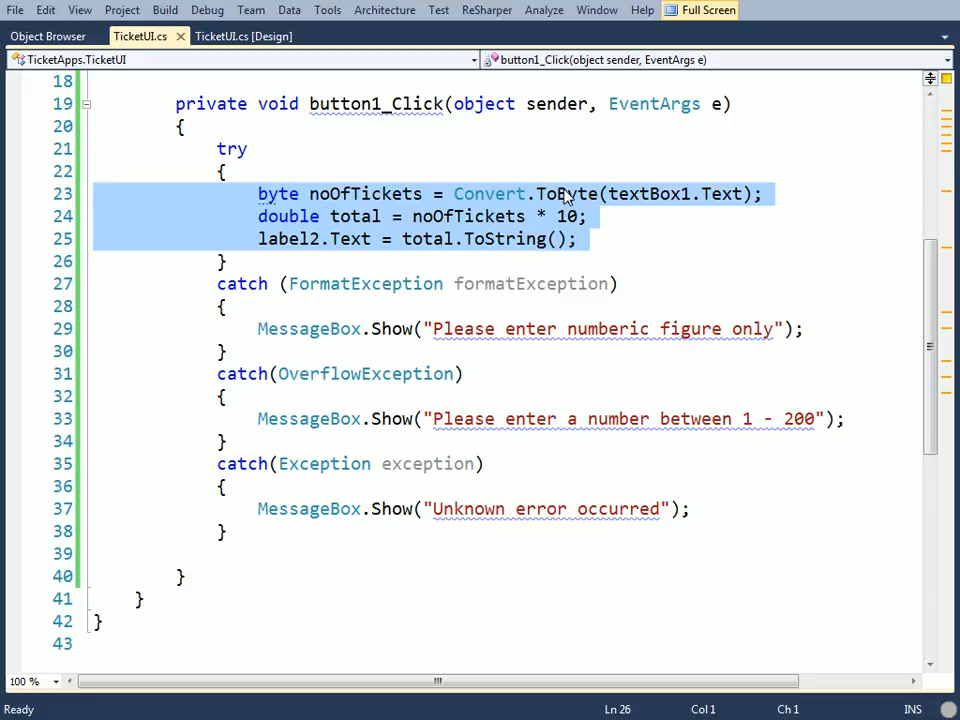 File Edit View Project Build Debug Team Data Tools Architecture Test ReSharper Analyze Window Help Full Screen
Object Browser TicketUI.cs TicketUI.cs [Design]
TicketApps.TicketUI button1_Click(object sender, EventArgs e)
18
19 private void button1_Click(object sender, EventArgs e)
20 {
21 try
22 {
23 byte noOfTickets = Convert.ToByte(textBox1.Text);
24 double total = noOfTickets * 10;
25 label2.Text = total.ToString();
26 }
27 catch (FormatException formatException)
28 {
29 MessageBox.Show("Please enter numberic figure only");
30 }
31 catch(OverflowException)
32 {
33 MessageBox.Show("Please enter a number between 1 - 200");
34 }
35 catch(Exception exception)
36 {
37 MessageBox.Show("Unknown error occurred");
38 }
39
40 }
41 }
42 }
43
100 %
Ready Ln 26 Col 1 Ch 1 INS